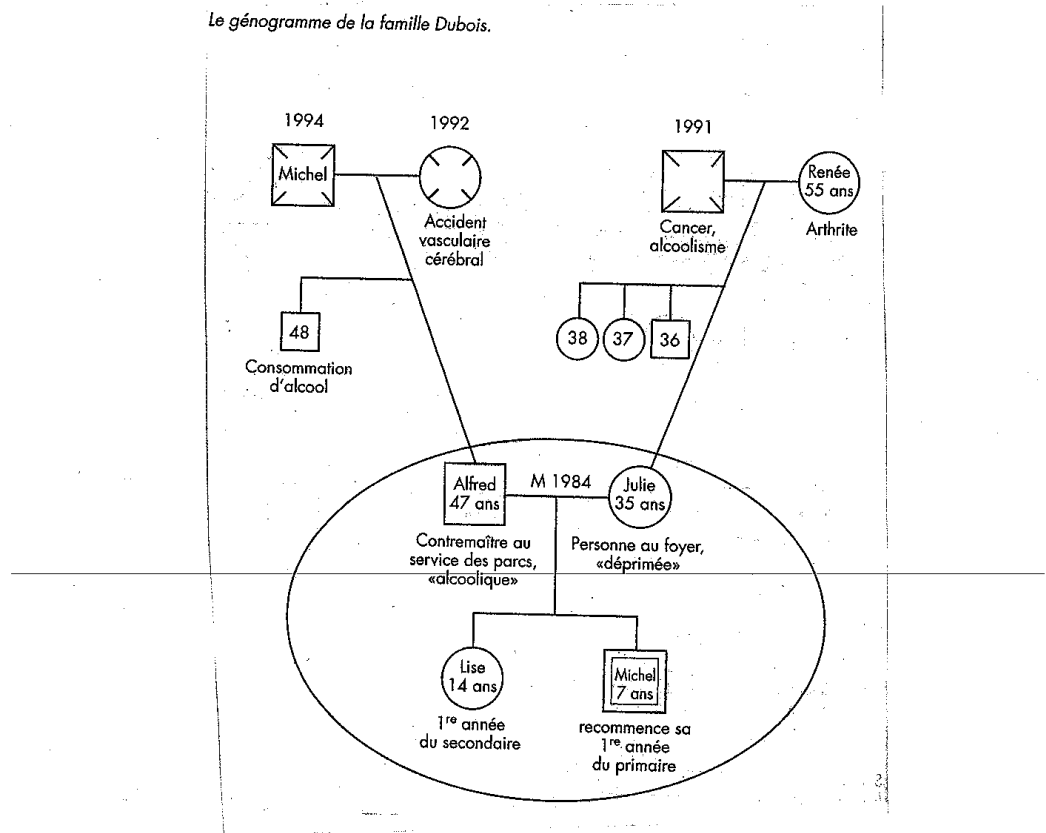 Le génogramme de la famille Dubois.
1994
1992
1991
Michel
Renée
55 ans
Accident
vasculaire
cérébral
Cancer,
alcoolisme
Arthrite
48
38
37
36
Consommation
d'alcool
Alfred
47 ans
M 1984
Julie
35 ans
Contremaître au
service des parcs,
«alcoolique»
Personne au foyer,
«déprimée»
Lise
14 ans
Michel
7 ans
1re année
du secondaire
recommence sa
1re année
du primaire